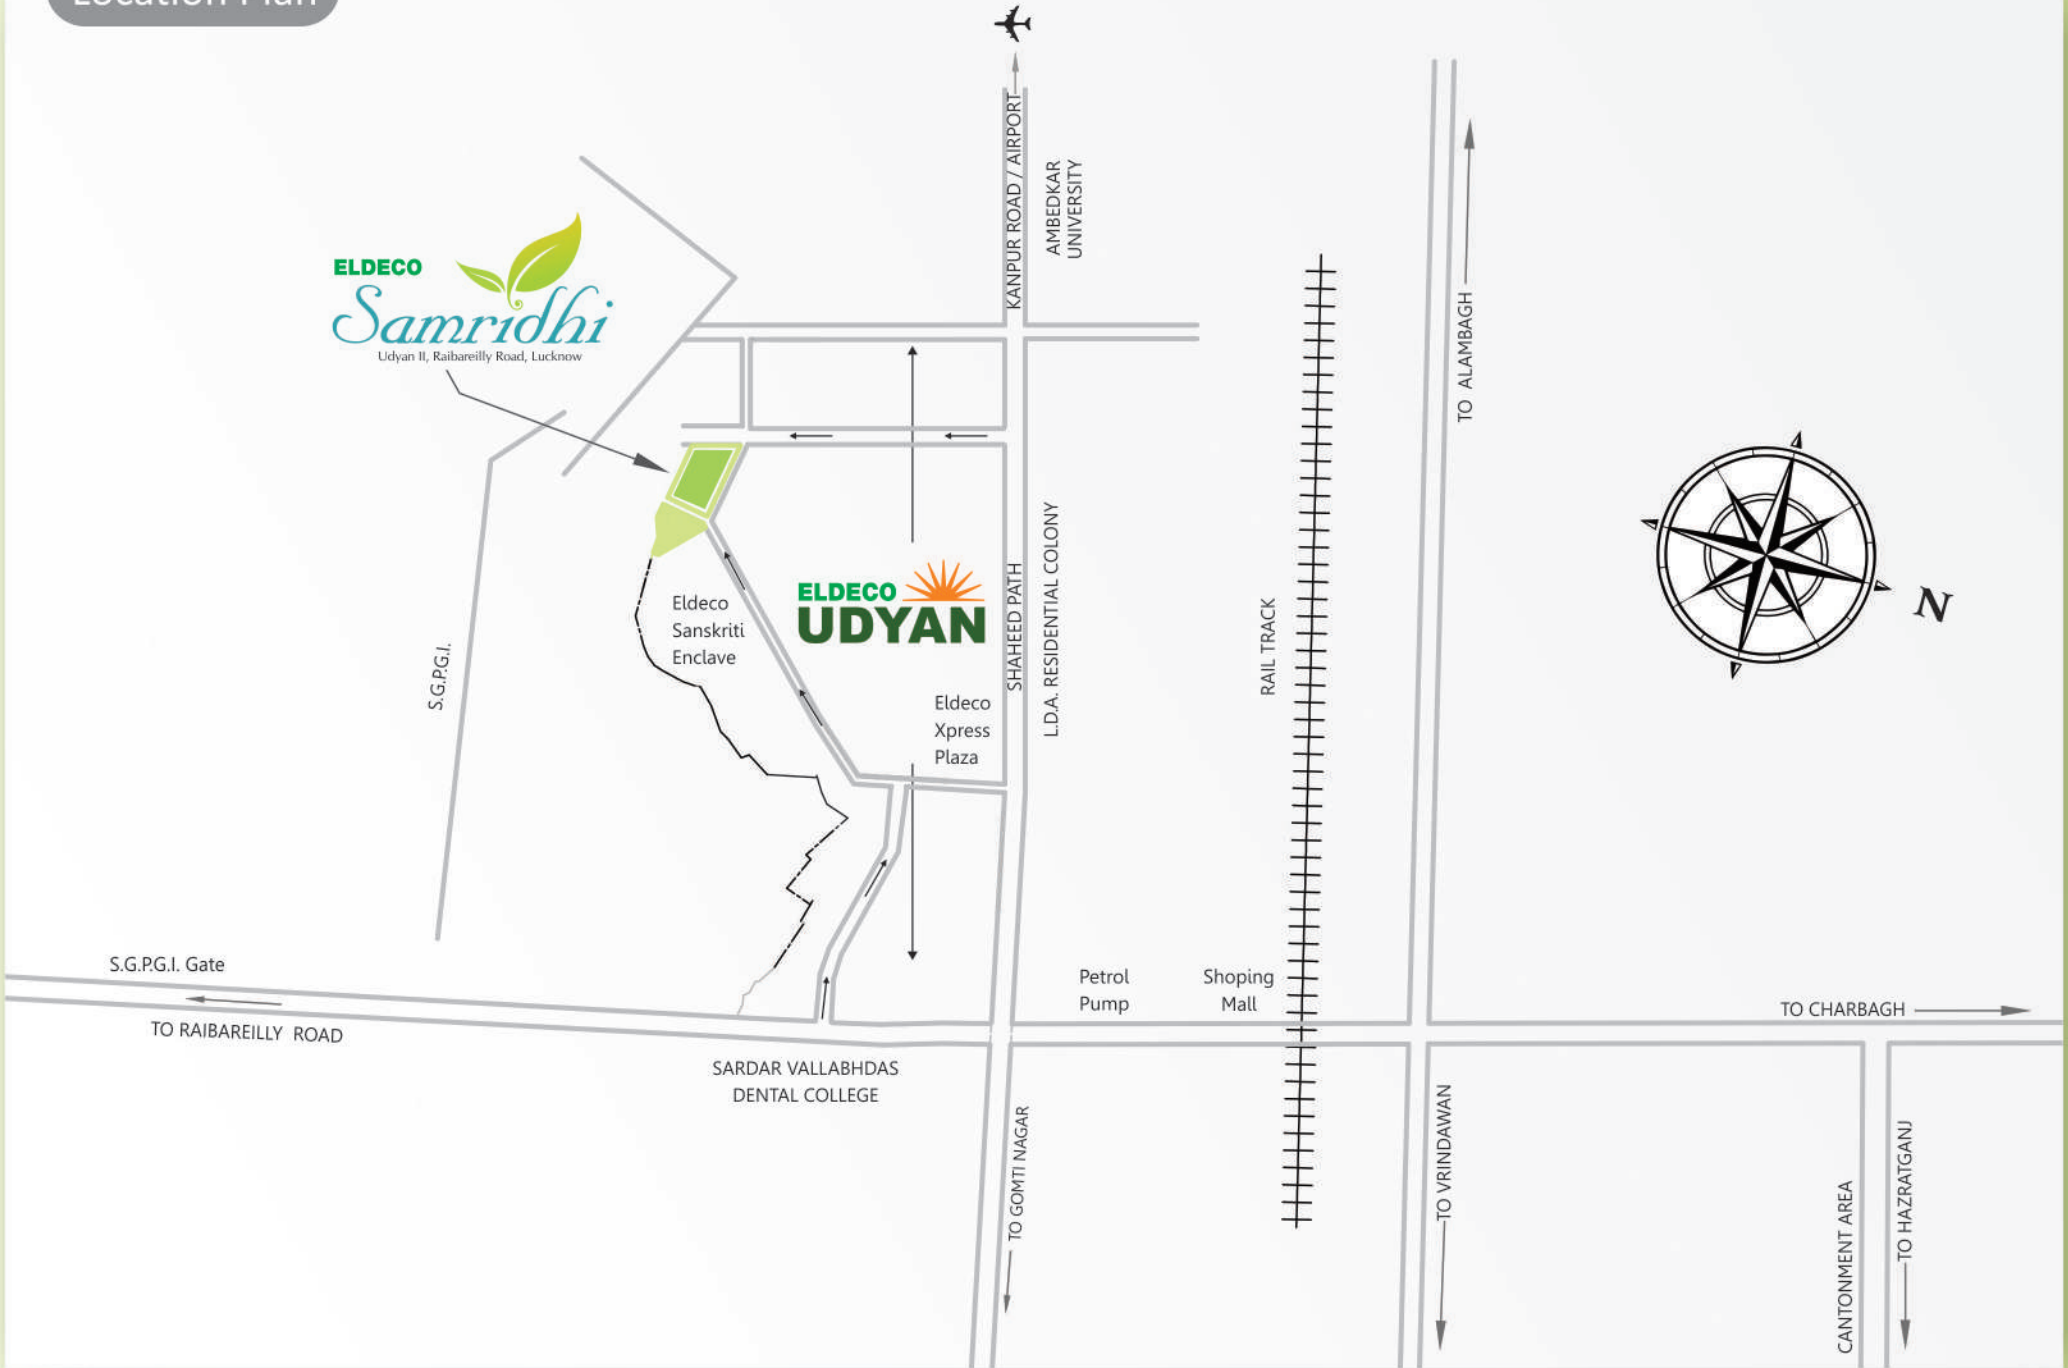 Location Plan
KANPUR ROAD / AIRPORT
AMBEDKAR
UNIVERSITY
ELDECO
Samridhi
Udyan II, Raibareilly Road, Lucknow
TO ALAMBAGH
ELDECO
UDYAN
Eldeco
Sanskriti
Enclave
SHAHEED PATH
L.D.A. RESIDENTIAL COLONY
RAIL TRACK
N
S.G.P.G.I.
Eldeco
Xpress
Plaza
S.G.P.G.I. Gate
TO RAIBAREILLY ROAD
Petrol
Pump
Shoping
Mall
TO CHARBAGH
SARDAR VALLABHDAS
DENTAL COLLEGE
TO GOMTI NAGAR
TO VRINDAWAN
CANTONMENT AREA
TO HAZRATGANJ